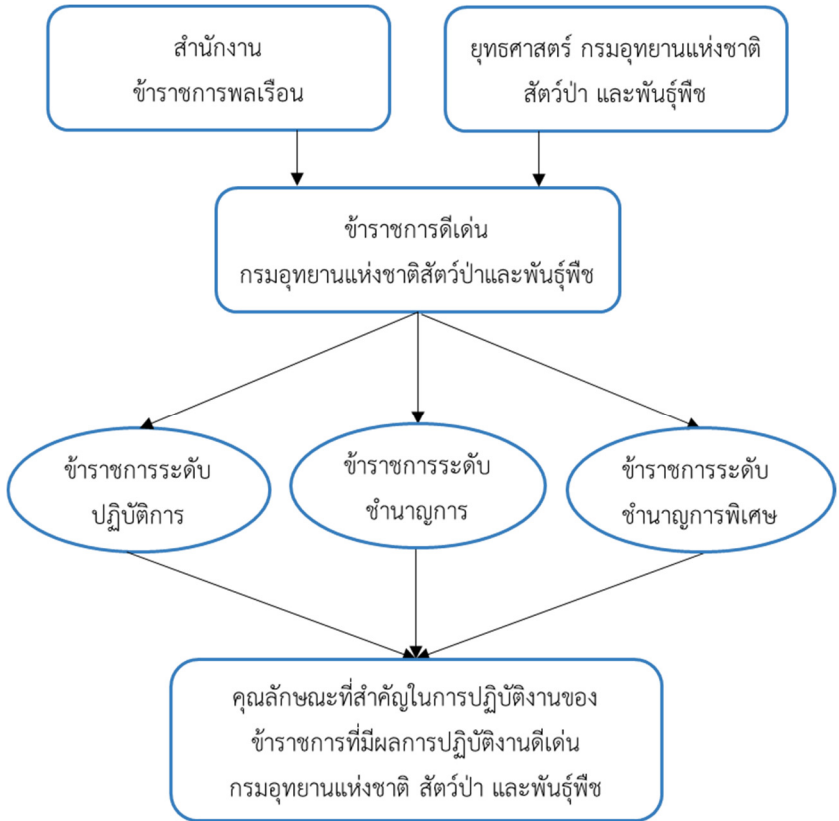 สำนักงาน
ข้าราชการพลเรือน
ยุทธศาสตร์ กรมอุทยานแห่งชาติ
สัตว์ป่า และพันธุ์พืช
ข้าราชการดีเด่น
กรมอุทยานแห่งชาติสัตว์ป่าและพันธุ์พืช
ข้าราชการระดับ
ปฏิบัติการ
ข้าราชการระดับ
ชำนาญการ
ข้าราชการระดับ
ชำนาญการพิเศษ
คุณลักษณะที่สำคัญในการปฏิบัติงานของ
ข้าราชการที่มีผลการปฏิบัติงานดีเด่น
กรมอุทยานแห่งชาติ สัตว์ป่า และพันธุ์พืช